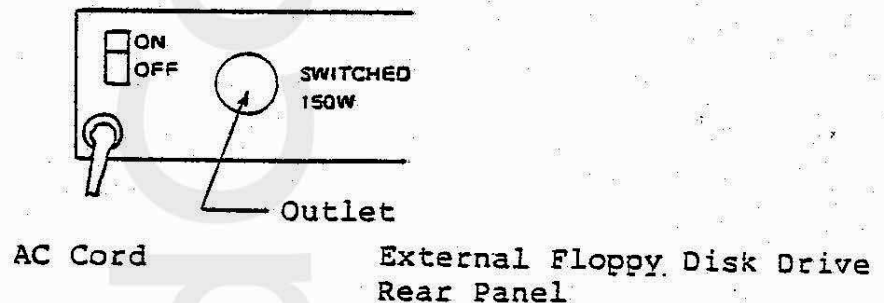 ON
OFF
SWITCHED
150W
Outlet
AC Cord
External Floppy Disk Drive
Rear Panel